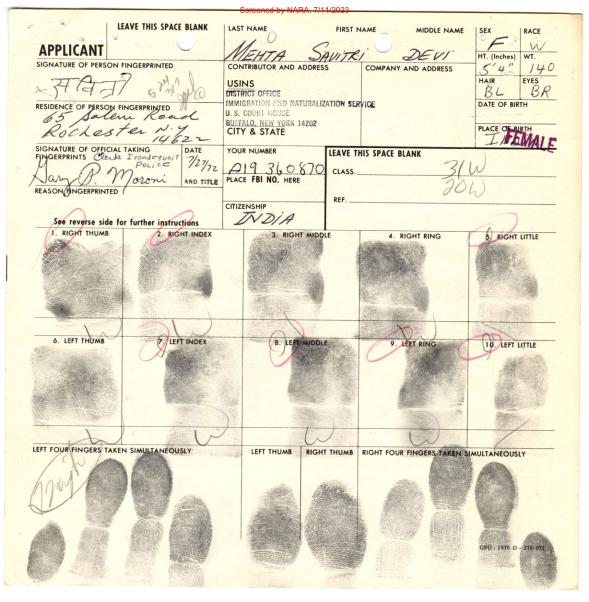 Screened by NARA, 7/11/2023
LEAVE THIS SPACE BLANK
APPLICANT
LAST NAME FIRST NAME MIDDLE NAME
MEHTA SAVITRI DEVI
SEX RACE
F W
HT. (Inches) WT.
5'4" 140
HAIR EYES
BL BR
DATE OF BIRTH
PLACE OF BIRTH
FEMALE
SIGNATURE OF PERSON FINGERPRINTED
सावित्री
CONTRIBUTOR AND ADDRESS COMPANY AND ADDRESS
USINS
DISTRICT OFFICE
IMMIGRATION AND NATURALIZATION SERVICE
U. S. COURT HOUSE
BUFFALO, NEW YORK 14202
CITY & STATE
RESIDENCE OF PERSON FINGERPRINTED
65 Salem Road
Rochester N.Y
14622
SIGNATURE OF OFFICIAL TAKING FINGERPRINTS
Clerk Irondequoit Police
Gary P. Moroni
DATE
7/27/72
AND TITLE
REASON FINGERPRINTED
YOUR NUMBER
A19 360870
PLACE FBI NO. HERE
CITIZENSHIP
INDIA
LEAVE THIS SPACE BLANK
CLASS. 31W
20W
REF.
See reverse side for further instructions
1. RIGHT THUMB 2. RIGHT INDEX 3. RIGHT MIDDLE 4. RIGHT RING 5. RIGHT LITTLE
W W W
6. LEFT THUMB 7. LEFT INDEX 8. LEFT MIDDLE 9. LEFT RING 10. LEFT LITTLE
W W W W
LEFT FOUR FINGERS TAKEN SIMULTANEOUSLY LEFT THUMB RIGHT THUMB RIGHT FOUR FINGERS TAKEN SIMULTANEOUSLY